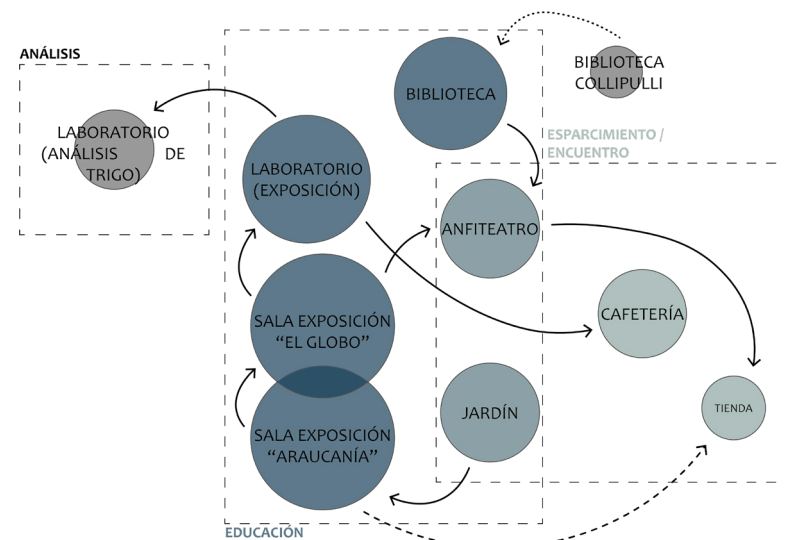 ANÁLISIS
LABORATORIO
(ANÁLISIS DE
TRIGO)
BIBLIOTECA
BIBLIOTECA
COLLIPULLI
ESPARCIMIENTO /
ENCUENTRO
LABORATORIO
(EXPOSICIÓN)
ANFITEATRO
SALA EXPOSICIÓN
“EL GLOBO”
CAFETERÍA
JARDÍN
TIENDA
SALA EXPOSICIÓN
“ARAUCANÍA”
EDUCACIÓN